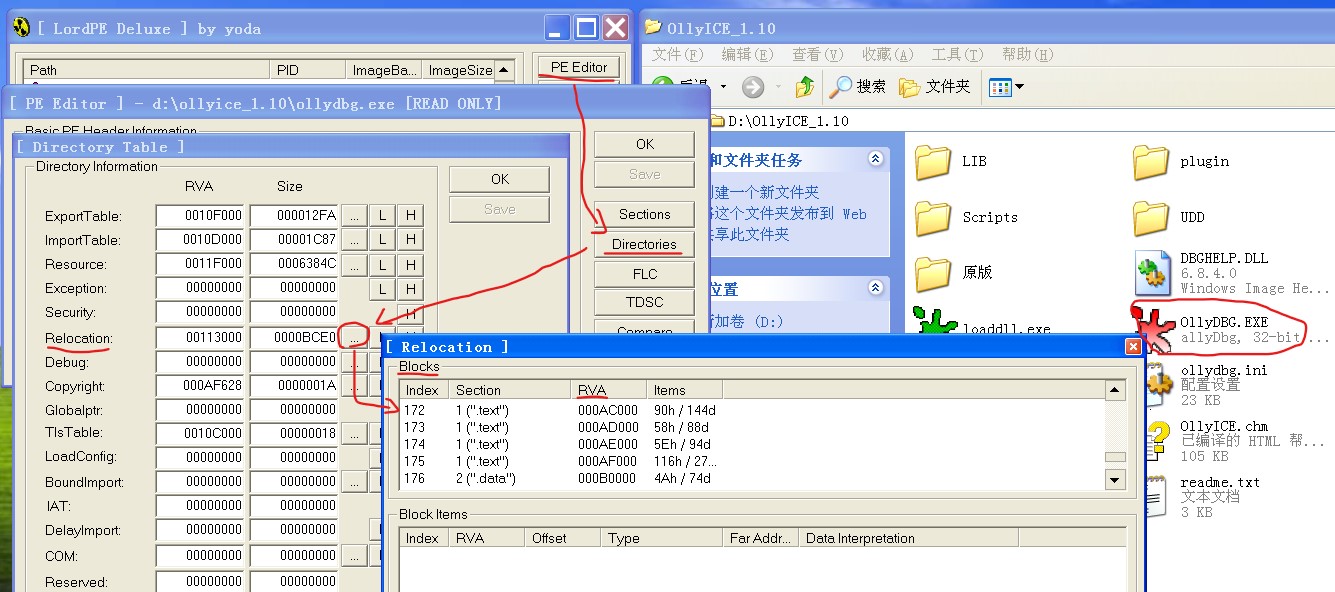 [ LordPE Deluxe ] by yoda
Path PID ImageBa... ImageSize
PE Editor
[ PE Editor ] - d:\ollyice_1.10\ollydbg.exe [READ ONLY]
Basic PE Header Information
OK
Save
Sections
Directories
FLC
TDSC
Compare
[ Directory Table ]
Directory Information
RVA Size
OK
Save
ExportTable: 0010F000 000012FA ... L H
ImportTable: 0010D000 00001C87 ... L H
Resource: 0011F000 0006384C ... L H
Exception: 00000000 00000000 L H
Security: 00000000 00000000 H
Relocation: 00113000 0000BCE0 ...
Debug: 00000000 00000000 ...
Copyright: 000AF628 0000001A ...
Globalptr: 00000000 00000000
TlsTable: 0010C000 00000018 ...
LoadConfig: 00000000 00000000
BoundImport: 00000000 00000000 ...
IAT: 00000000 00000000
DelayImport: 00000000 00000000
COM: 00000000 00000000 ...
Reserved: 00000000 00000000
[ Relocation ]
Blocks
Index Section RVA Items
172 1 (".text") 000AC000 90h / 144d
173 1 (".text") 000AD000 58h / 88d
174 1 (".text") 000AE000 5Eh / 94d
175 1 (".text") 000AF000 116h / 27...
176 2 (".data") 000B0000 4Ah / 74d
Block Items
Index RVA Offset Type Far Addr... Data Interpretation
OllyICE_1.10
文件(F) 编辑(E) 查看(V) 收藏(A) 工具(T) 帮助(H)
后退 搜索 文件夹
D:\OllyICE_1.10
和文件夹任务
创建一个新文件夹
将这个文件夹发布到 Web
共享此文件夹
位置
新加卷 (D:)
LIB
plugin
Scripts
UDD
原版
DBGHELP.DLL
6.8.4.0
Windows Image He...
loaddll.exe
OllyDBG.EXE
allyDbg, 32-bit...
ollydbg.ini
配置设置
23 KB
OllyICE.chm
已编译的 HTML 帮...
105 KB
readme.txt
文本文档
3 KB